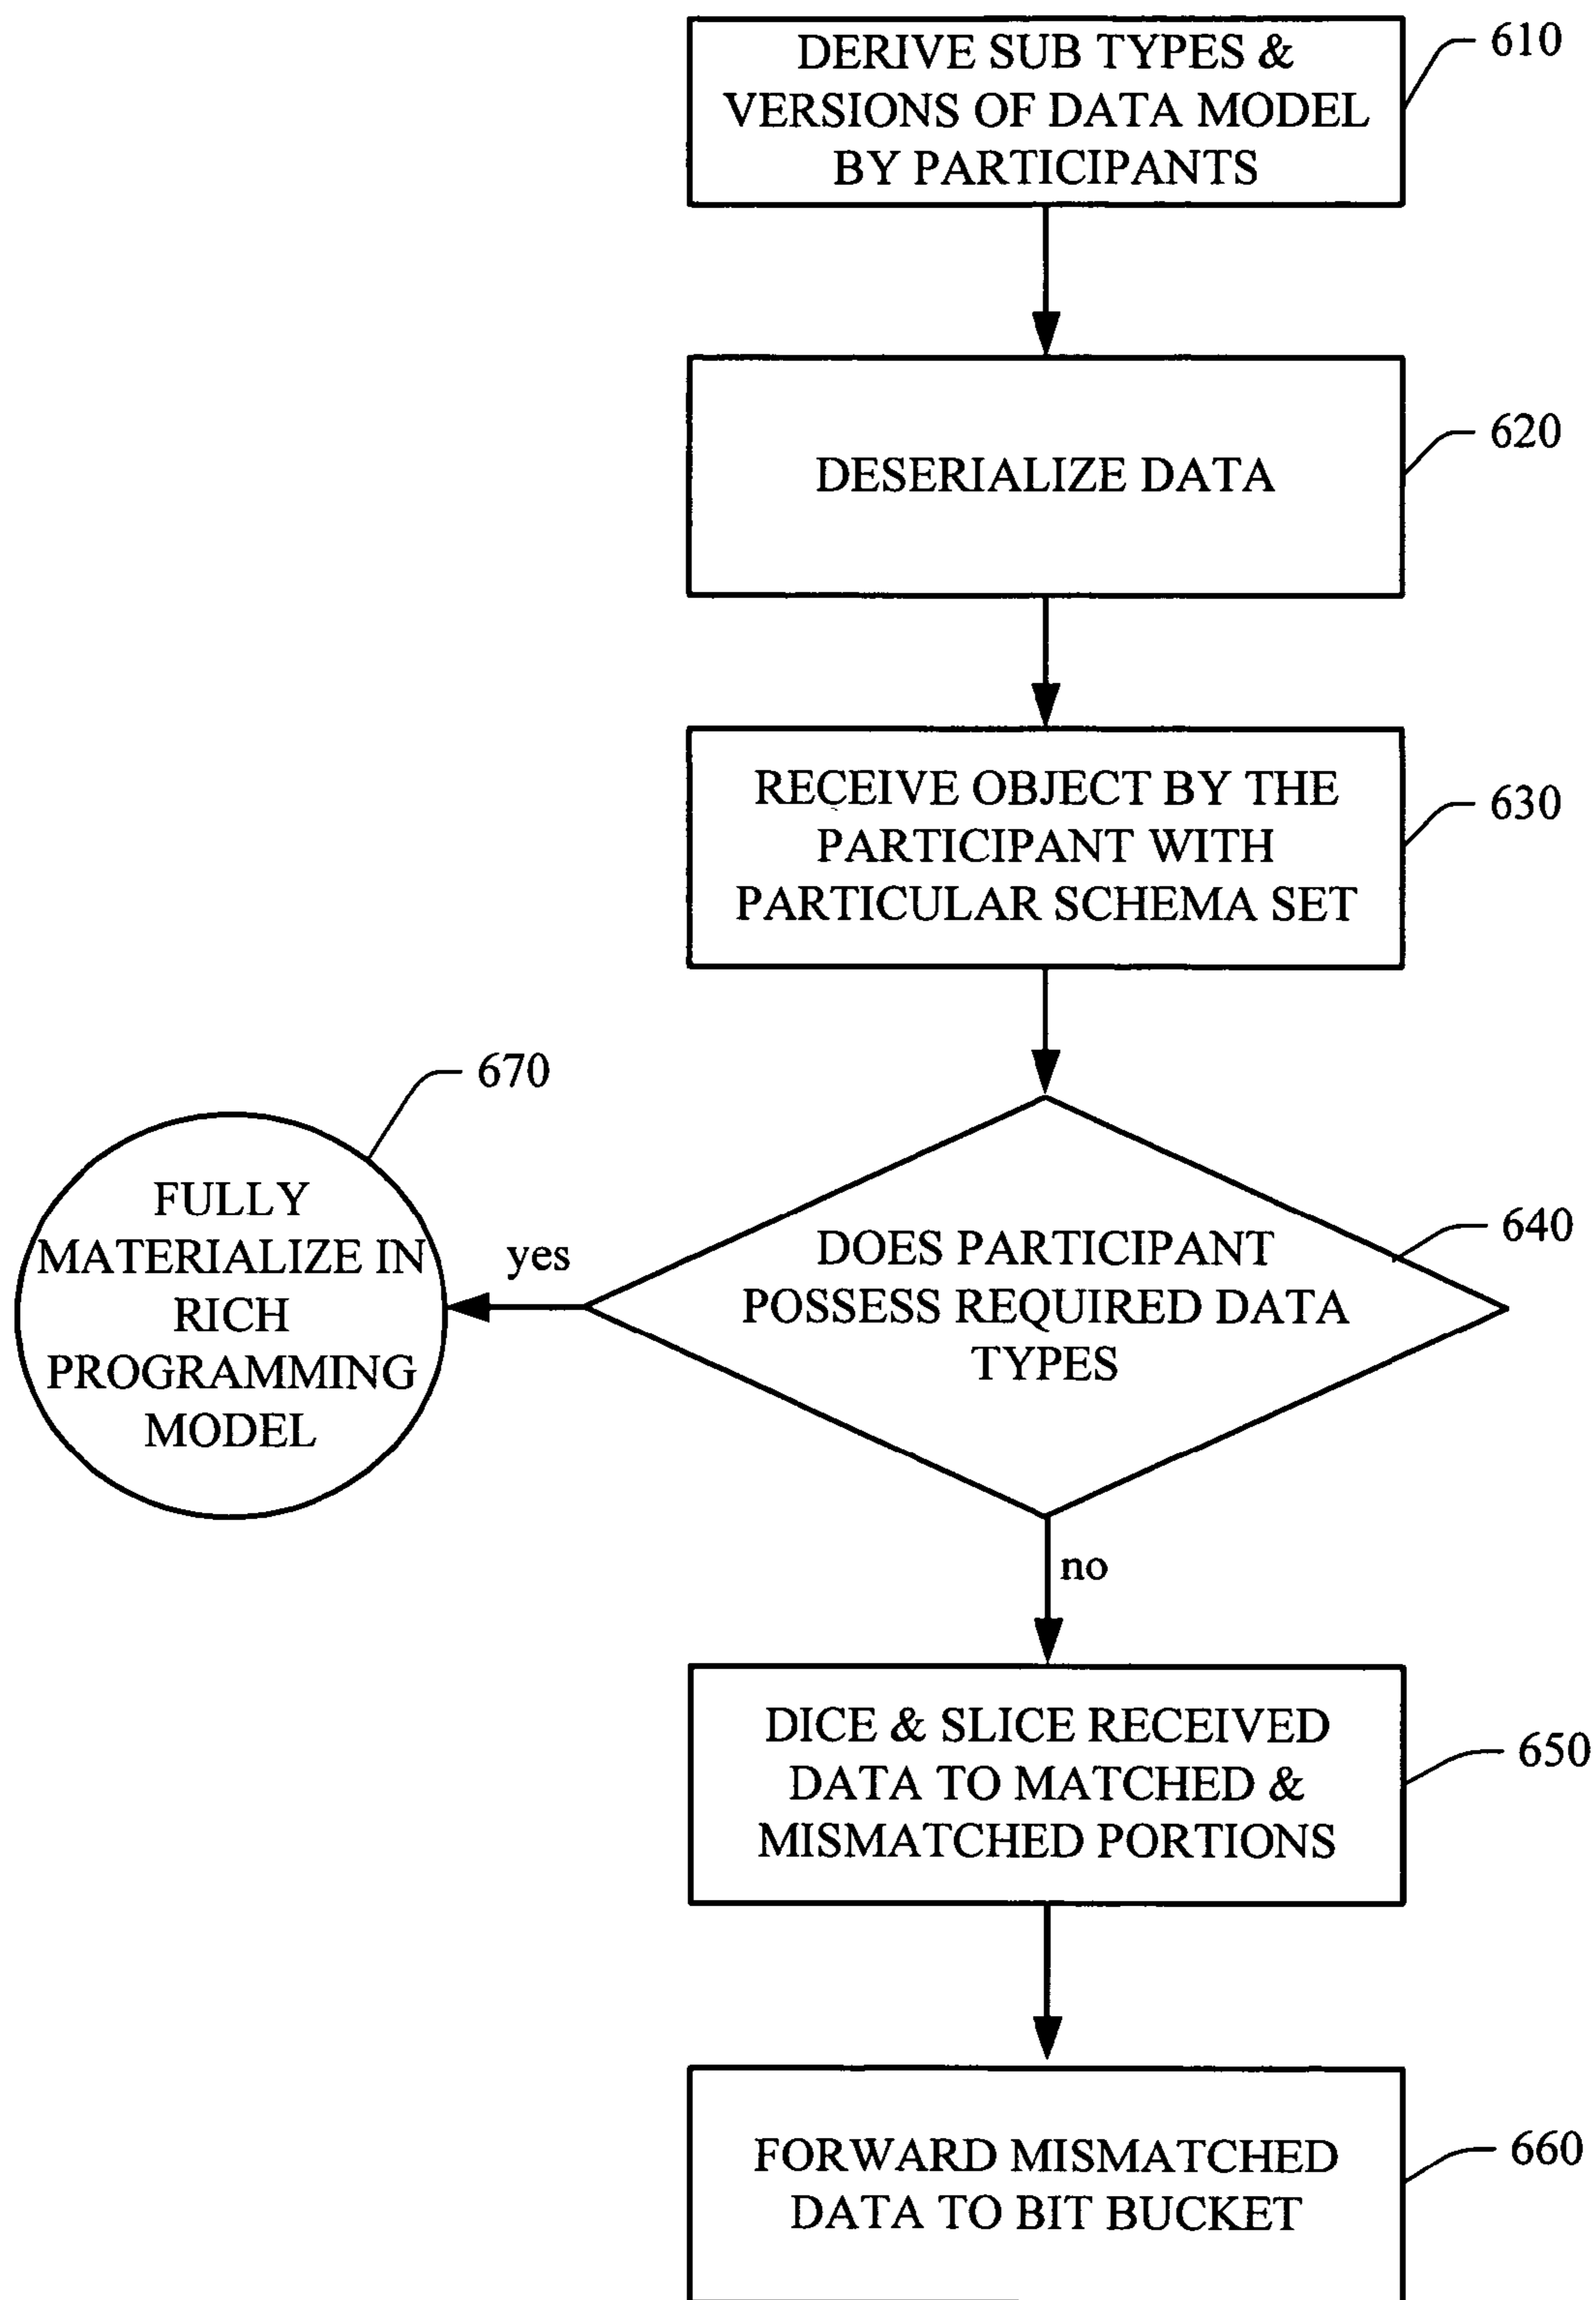 DERIVE SUB TYPES &
VERSIONS OF DATA MODEL
BY PARTICIPANTS
610
DESERIALIZE DATA
620
RECEIVE OBJECT BY THE
PARTICIPANT WITH
PARTICULAR SCHEMA SET
630
670
FULLY
MATERIALIZE IN
RICH
PROGRAMMING
MODEL
yes
DOES PARTICIPANT
POSSESS REQUIRED DATA
TYPES
640
no
DICE & SLICE RECEIVED
DATA TO MATCHED &
MISMATCHED PORTIONS
650
FORWARD MISMATCHED
DATA TO BIT BUCKET
660